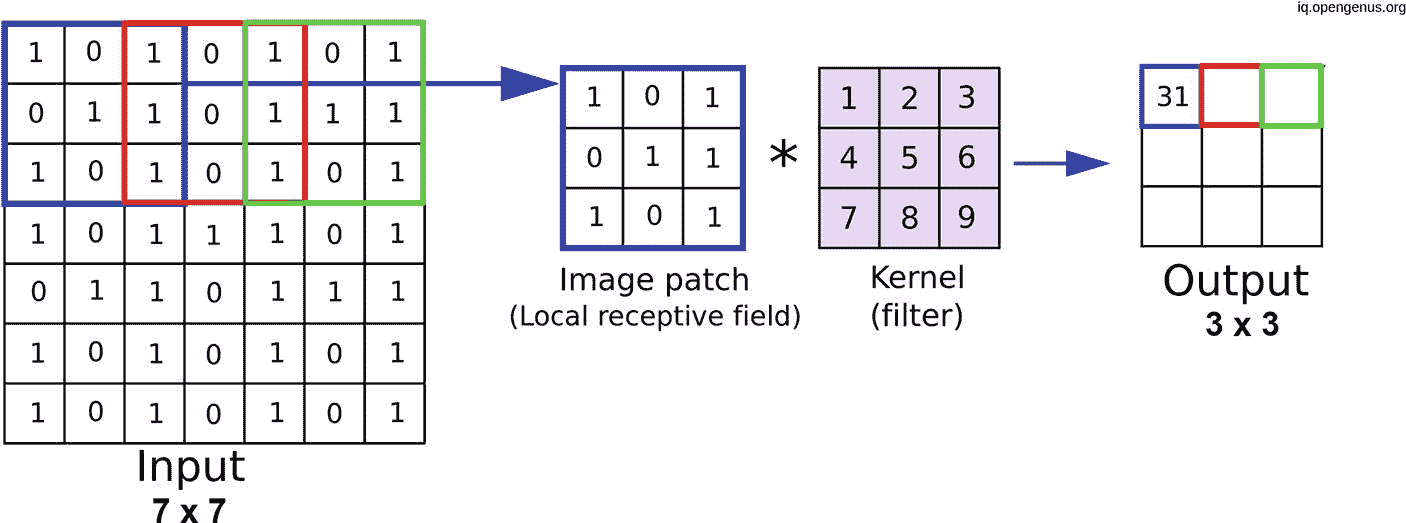 iq.opengenus.org
1 0 1 0 1 0 1
0 1 1 0 1 1 1
1 0 1 0 1 0 1
1 0 1 1 1 0 1
0 1 1 0 1 1 1
1 0 1 0 1 0 1
1 0 1 0 1 0 1
Input
7 x 7
1 0 1
0 1 1
1 0 1
Image patch
(Local receptive field)
*
1 2 3
4 5 6
7 8 9
Kernel
(filter)
31
Output
3 x 3